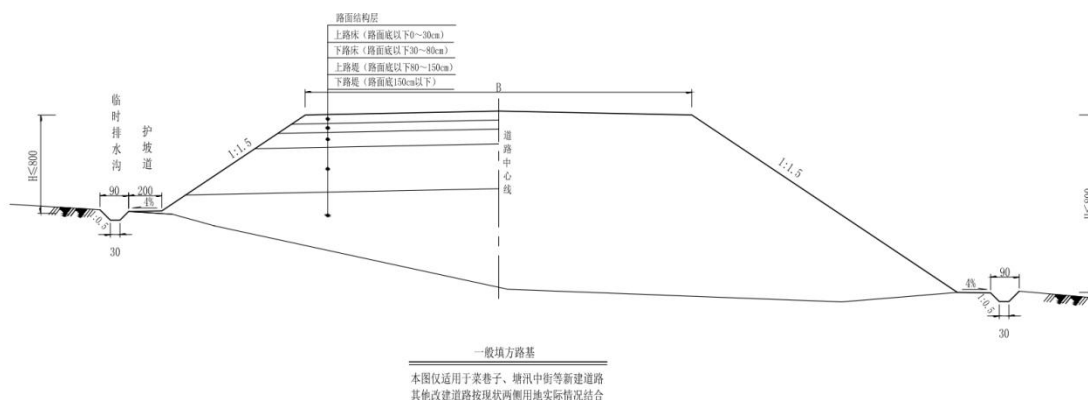 路面结构层
上路床（路面底以下0～30cm）
下路床（路面底以下30～80cm）
上路堤（路面底以下80～150cm）
下路堤（路面底150cm以下）
B
临时排水沟
护坡道
道路中心线
1:1.5
1:1.5
H≤800
H≤800
90
200
4%
1:0.5
30
4%
90
1:0.5
30
一般填方路基
本图仅适用于菜巷子、塘汛中街等新建道路
其他改建道路按现状两侧用地实际情况结合